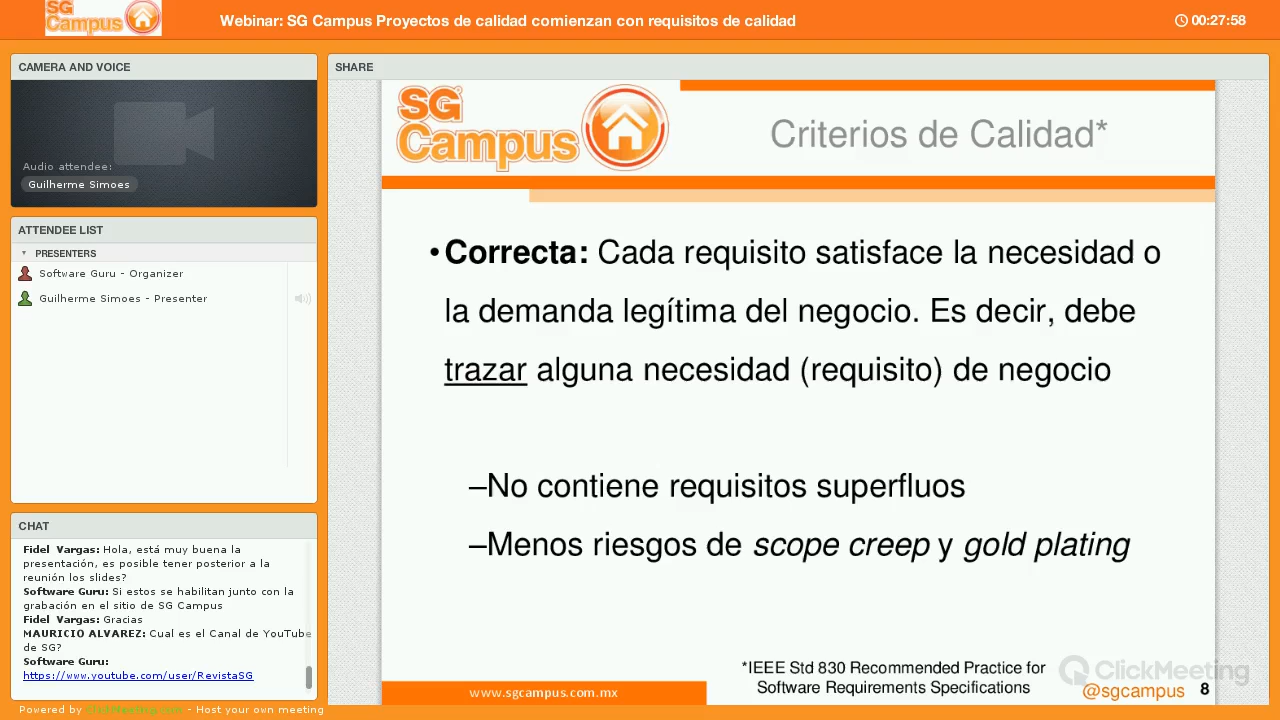 SG
Campus
Webinar: SG Campus Proyectos de calidad comienzan con requisitos de calidad
00:27:58
CAMERA AND VOICE
Audio attendee:
Guilherme Simoes
ATTENDEE LIST
PRESENTERS
Software Guru - Organizer
Guilherme Simoes - Presenter
CHAT
Fidel Vargas: Hola, está muy buena la
presentación, es posible tener posterior a la
reunión los slides?
Software Guru: Si estos se habilitan junto con la
grabación en el sitio de SG Campus
Fidel Vargas: Gracias
MAURICIO ALVAREZ: Cual es el Canal de YouTube
de SG?
Software Guru:
https://www.youtube.com/user/RevistaSG
Powered by ClickMeeting.com - Host your own meeting
SHARE
SG
Campus
Criterios de Calidad*
•Correcta: Cada requisito satisface la necesidad o
la demanda legítima del negocio. Es decir, debe
trazar alguna necesidad (requisito) de negocio
–No contiene requisitos superfluos
–Menos riesgos de scope creep y gold plating
*IEEE Std 830 Recommended Practice for
Software Requirements Specifications
www.sgcampus.com.mx
ClickMeeting
@sgcampus 8